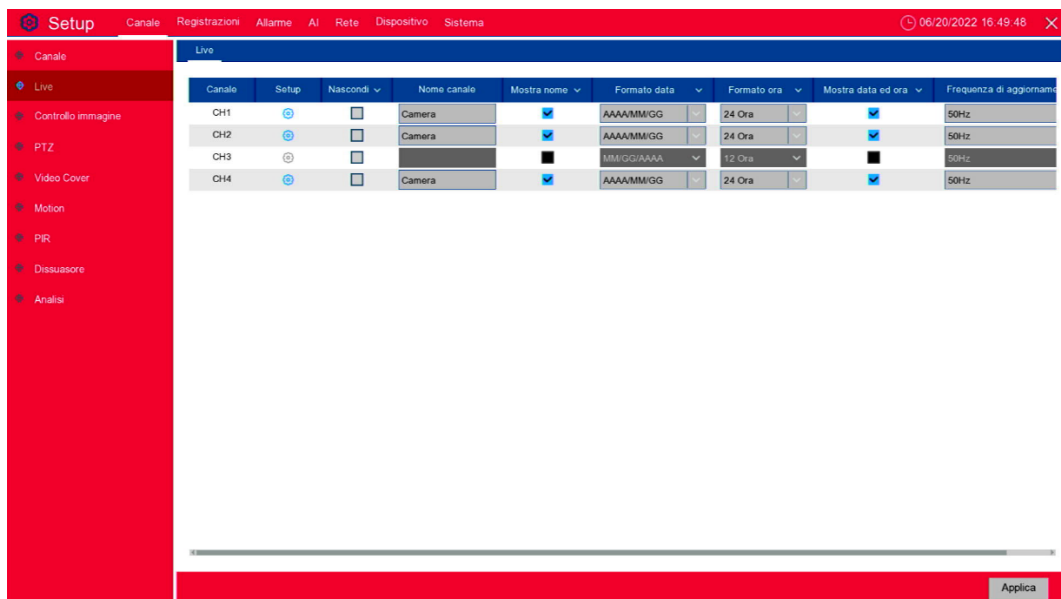 Setup Canale Registrazioni Allarme AI Rete Dispositivo Sistema 06/20/2022 16:49:48
Canale
Live
Controllo immagine
PTZ
Video Cover
Motion
PIR
Dissuasore
Analisi
Live
Canale Setup Nascondi Nome canale Mostra nome Formato data Formato ora Mostra data ed ora Frequenza di aggiorname
CH1 Camera AAAA/MM/GG 24 Ora 50Hz
CH2 Camera AAAA/MM/GG 24 Ora 50Hz
CH3 MM/GG/AAAA 12 Ora 50Hz
CH4 Camera AAAA/MM/GG 24 Ora 50Hz
Applica